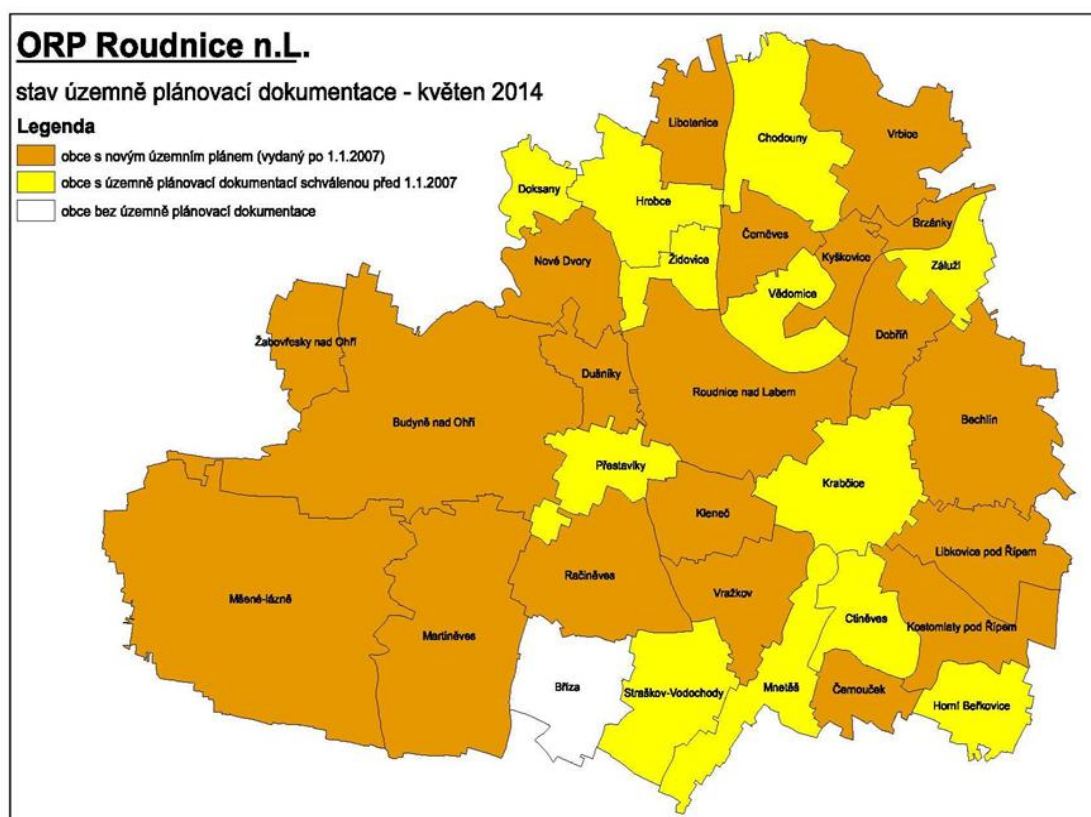 ORP Roudnice n.L.
stav územně plánovací dokumentace - květen 2014
Legenda
obce s novým územním plánem (vydaný po 1.1.2007)
obce s územně plánovací dokumentací schválenou před 1.1.2007
obce bez územně plánovací dokumentace
Libotenice
Chodouny
Vrbice
Doksany
Hrobce
Brzánky
Černěves
Kyškovice
Židovice
Nové Dvory
Záluží
Vědomice
Dobříň
Žabovřesky nad Ohří
Dušníky
Roudnice nad Labem
Budyně nad Ohří
Bechlín
Přestavlky
Krabčice
Kleneč
Libkovice pod Řípem
Račiněves
Vražkov
Mšené-lázně
Ctiněves
Kostomlaty pod Řípem
Martiněves
Bříza
Straškov-Vodochody
Mnetěš
Černouček
Horní Beřkovice